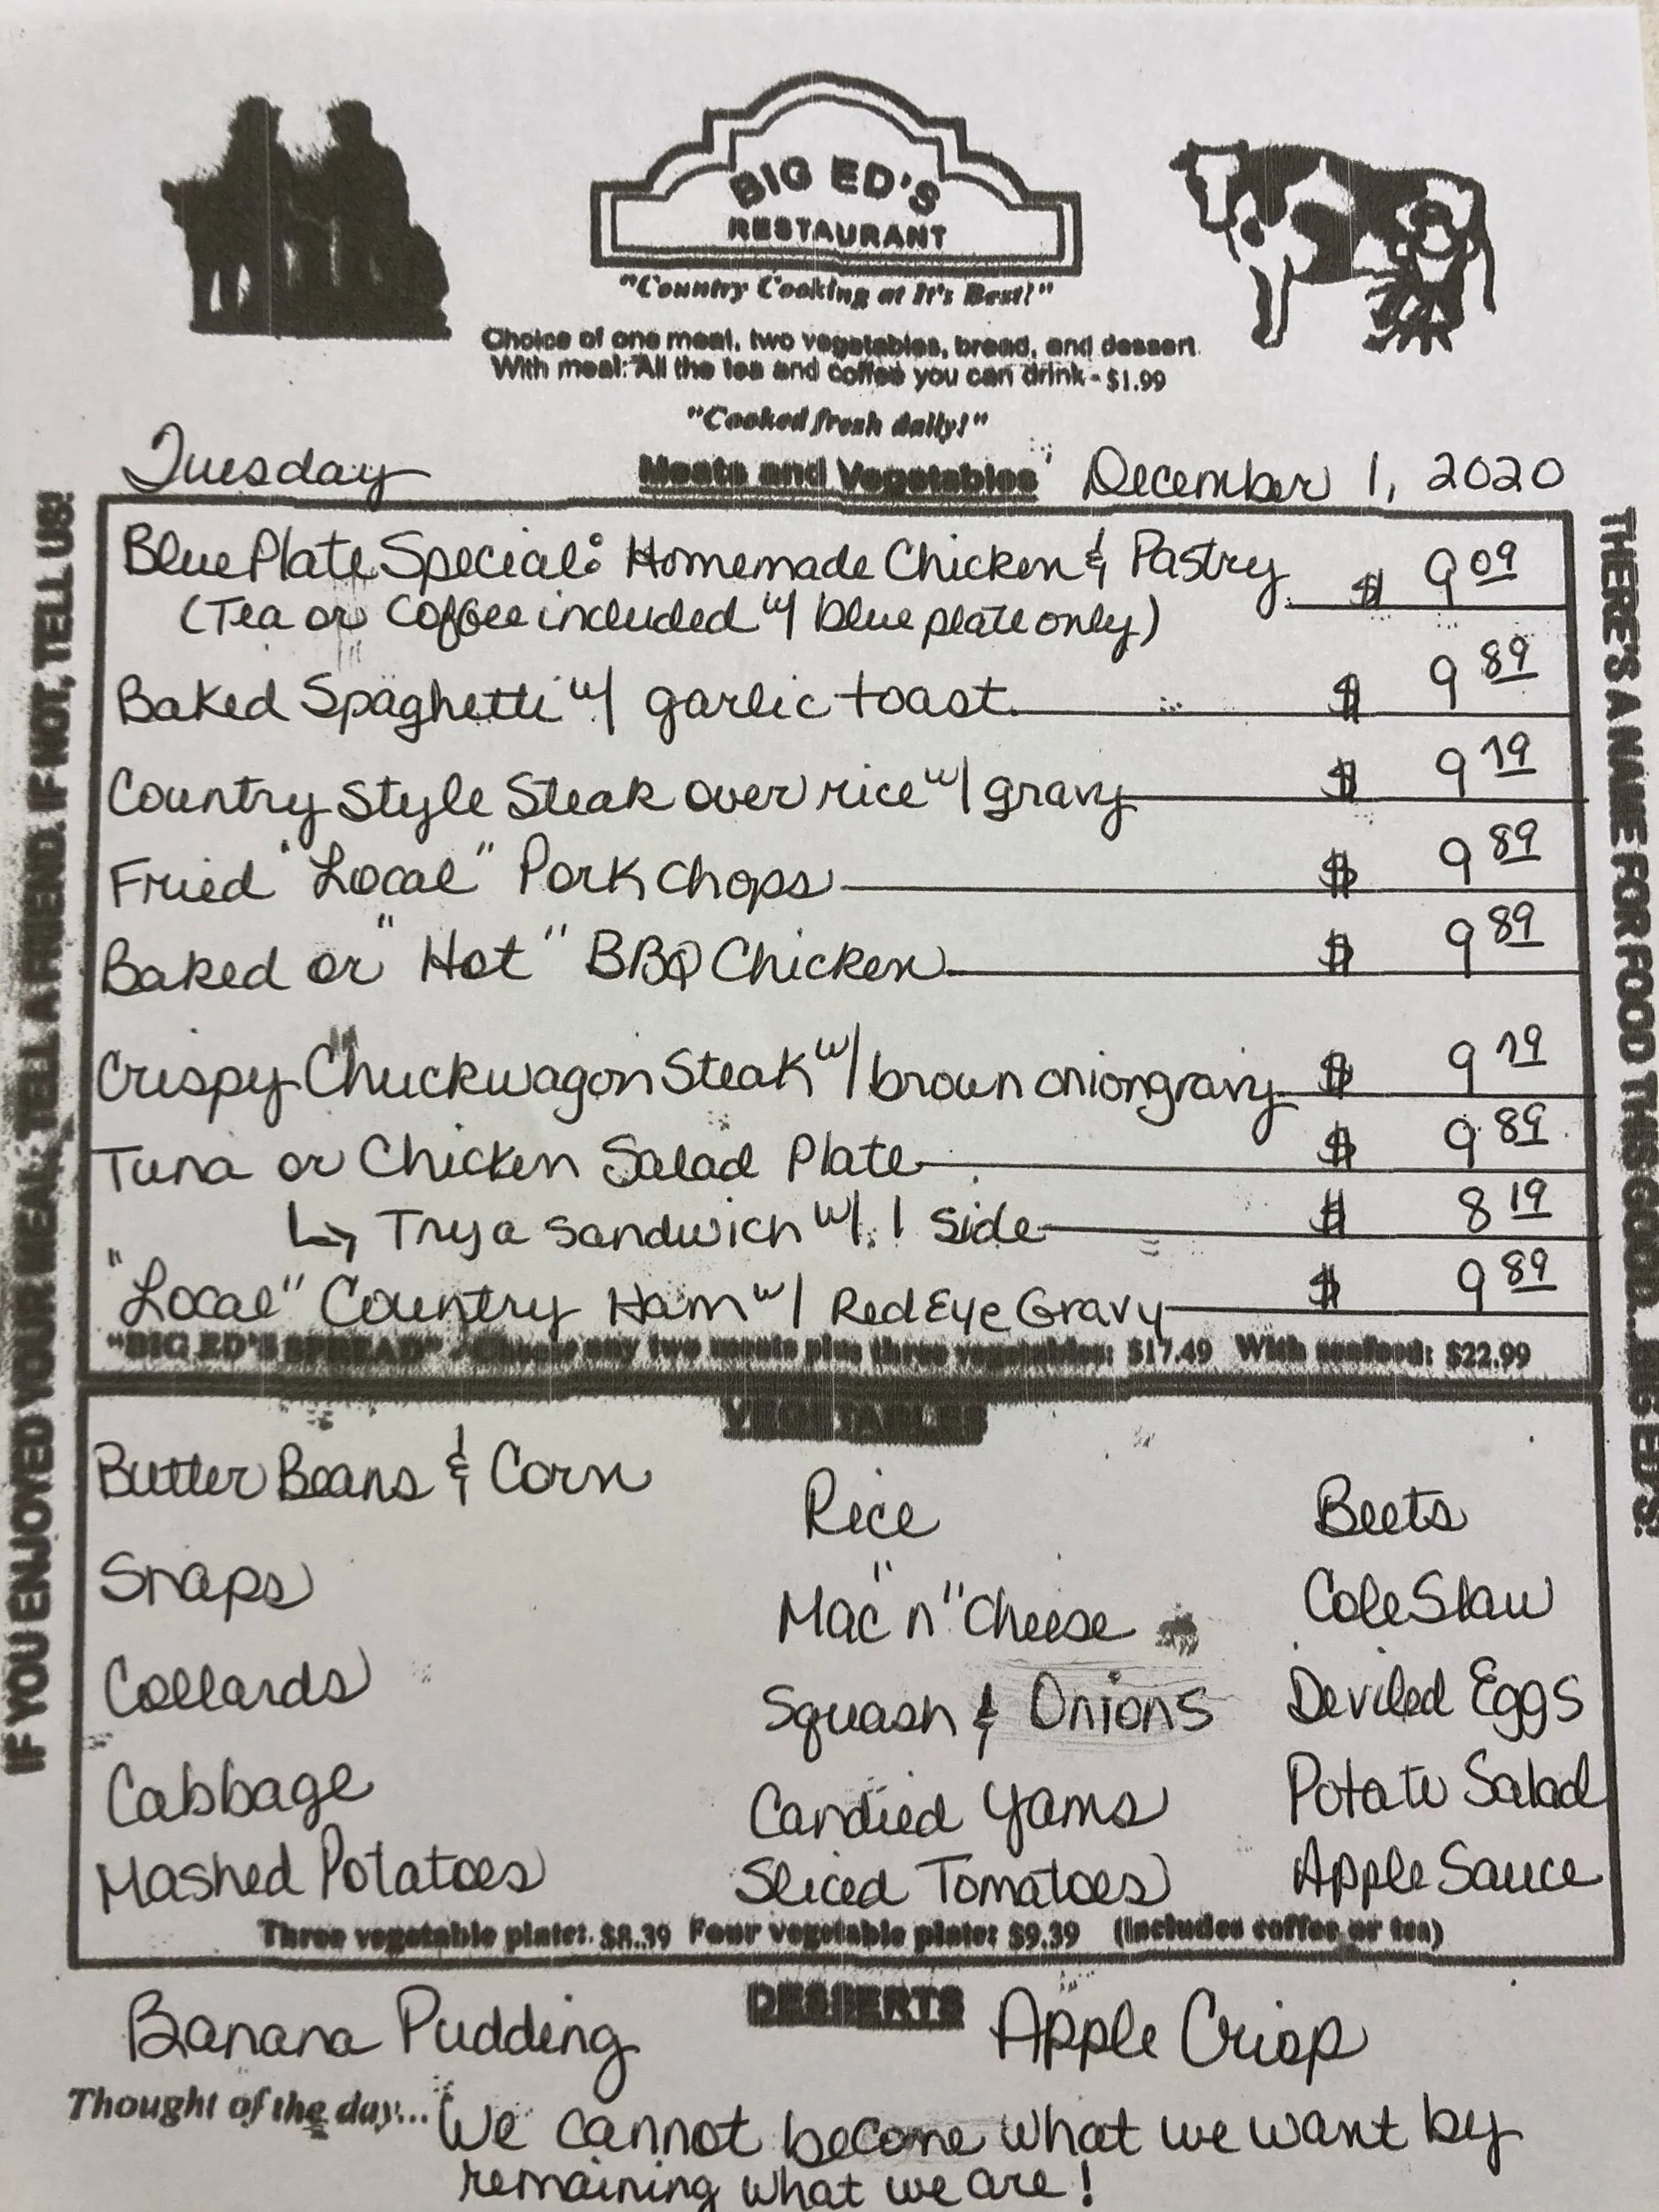 BIG ED'S
RESTAURANT
"Country Cooking at It's Best!"
Choice of one meat, two vegetables, bread, and dessert.
With meal: "All the tea and coffee you can drink - $1.99
"Cooked fresh daily!"
Tuesday Meats and Vegetables December 1, 2020
Blue Plate Special: Homemade Chicken & Pastry $ 9 09
(Tea or Coffee included w/ blue plate only)
Baked Spaghetti w/ garlic toast $ 9 89
Country Style Steak over rice w/ gravy $ 9 79
Fried "Local" Pork Chops $ 9 89
Baked or "Hot" BBQ Chicken $ 9 89
Crispy Chuckwagon Steak w/ brown onion gravy $ 9 79
Tuna or Chicken Salad Plate $ 9 89
↳ Try a sandwich w/ 1 side $ 8 19
"Local" Country Ham w/ Red Eye Gravy $ 9 89
"BIG ED'S SPREAD" - Choose any two meats plus three vegetables: $17.49 With seafood: $22.99
VEGETABLES
Butter Beans & Corn Rice Beets
Snaps Mac "n" Cheese Cole Slaw
Collards Squash & Onions Deviled Eggs
Cabbage Candied Yams Potato Salad
Mashed Potatoes Sliced Tomatoes Apple Sauce
Three vegetable plate: $8.39 Four vegetable plate: $9.39 (Includes coffee or tea)
DESSERTS
Banana Pudding Apple Crisp
Thought of the day... We cannot become what we want by
remaining what we are!
IF YOU ENJOYED YOUR MEAL, TELL A FRIEND. IF NOT, TELL US!
THERE'S A NAME FOR FOOD THIS GOOD...BIG ED'S!